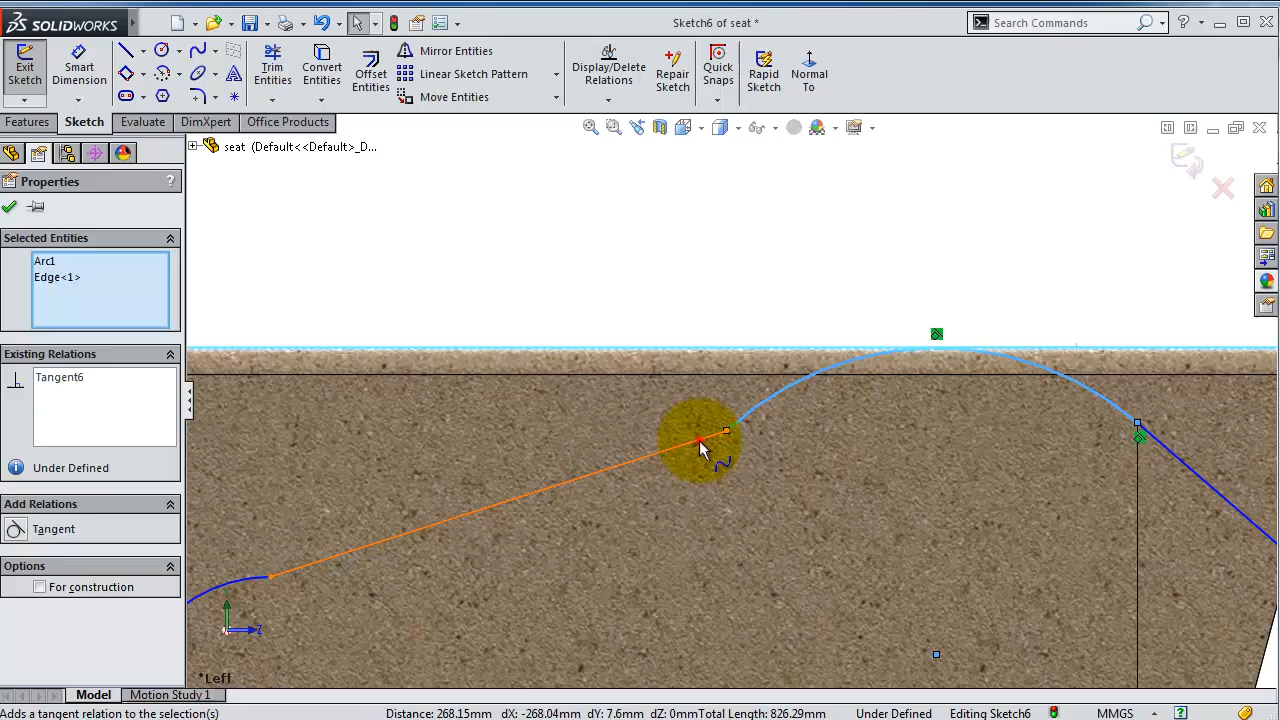 SOLIDWORKS
Sketch6 of seat *
Search Commands
Exit Sketch
Smart Dimension
Trim Entities
Convert Entities
Offset Entities
Mirror Entities
Linear Sketch Pattern
Move Entities
Display/Delete Relations
Repair Sketch
Quick Snaps
Rapid Sketch
Normal To
Features
Sketch
Evaluate
DimXpert
Office Products
seat (Default<<Default>_D...
Properties
?
Selected Entities
Arc1
Edge<1>
Existing Relations
Tangent6
Under Defined
Add Relations
Tangent
Options
For construction
Y
Z
*Left
Model
Motion Study 1
Adds a tangent relation to the selection(s)
Distance: 268.15mm dX: -268.04mm dY: 7.6mm dZ: 0mmTotal Length: 826.29mm
Under Defined
Editing Sketch6
MMGS